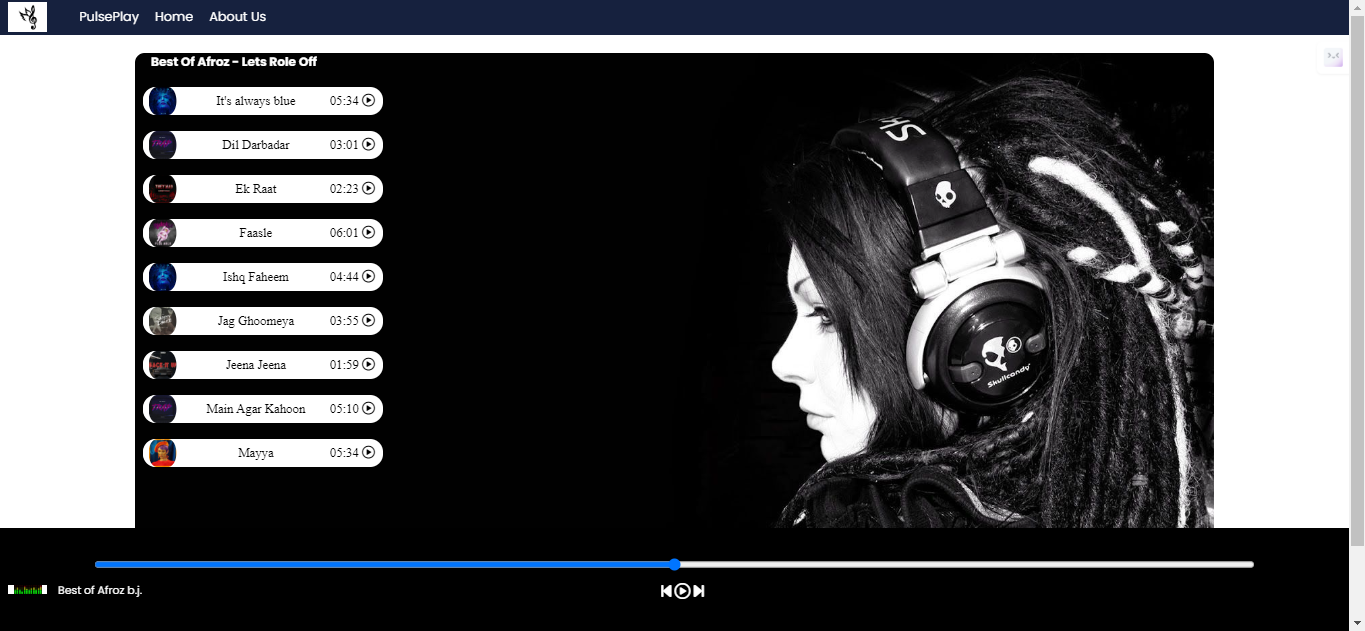 PulsePlay Home About Us
Best Of Afroz - Lets Role Off
It's always blue 05:34
Dil Darbadar 03:01
Ek Raat 02:23
Faasle 06:01
Ishq Faheem 04:44
Jag Ghoomeya 03:55
Jeena Jeena 01:59
Main Agar Kahoon 05:10
Mayya 05:34
SK
Skullcandy
Best of Afroz b.j.